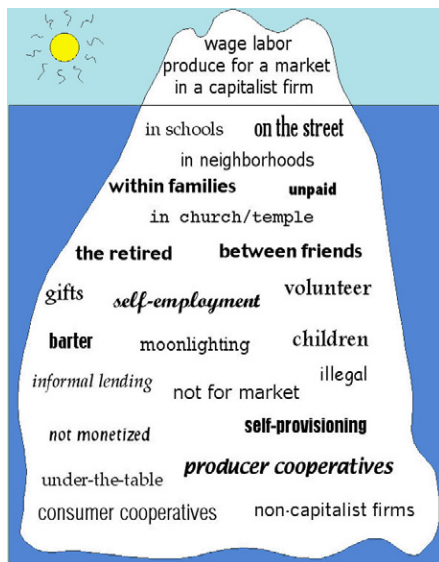 wage labor
produce for a market
in a capitalist firm
in schools on the street
in neighborhoods
within families unpaid
in church/temple
the retired between friends
gifts self-employment volunteer
barter moonlighting children
informal lending not for market illegal
not monetized self-provisioning
under-the-table producer cooperatives
consumer cooperatives non-capitalist firms